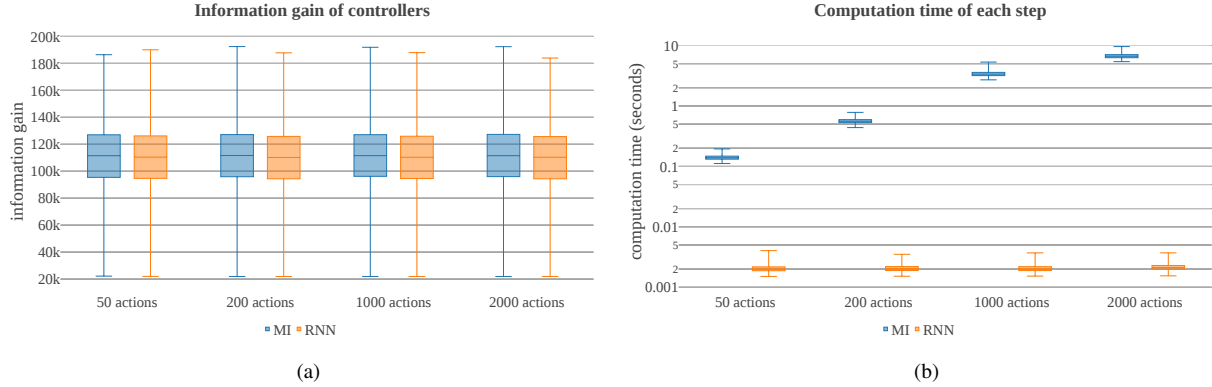 Information gain of controllers
200k
180k
160k
140k
120k
100k
80k
60k
40k
20k
information gain
50 actions
200 actions
1000 actions
2000 actions
MI
RNN
(a)
Computation time of each step
10
5
2
1
5
2
0.1
5
2
0.01
5
2
0.001
computation time (seconds)
50 actions
200 actions
1000 actions
2000 actions
MI
RNN
(b)